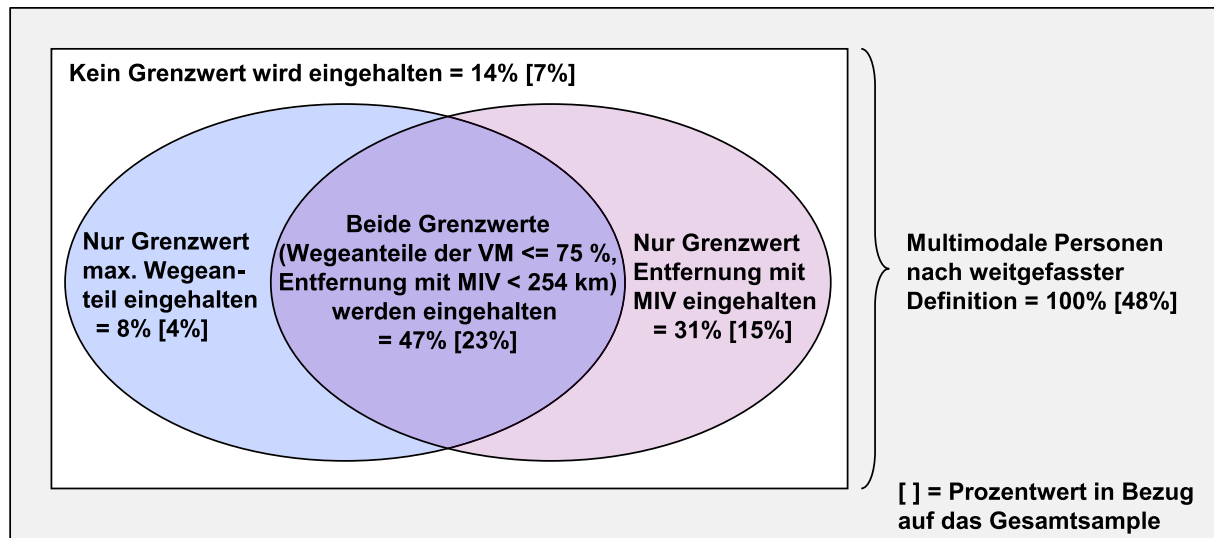 Kein Grenzwert wird eingehalten = 14% [7%]
Nur Grenzwert
max. Wegean-
teil eingehalten
= 8% [4%]
Beide Grenzwerte
(Wegeanteile der VM <= 75 %,
Entfernung mit MIV < 254 km)
werden eingehalten
= 47% [23%]
Nur Grenzwert
Entfernung mit
MIV eingehalten
= 31% [15%]
Multimodale Personen
nach weitgefasster
Definition = 100% [48%]
[ ] = Prozentwert in Bezug
auf das Gesamtsample